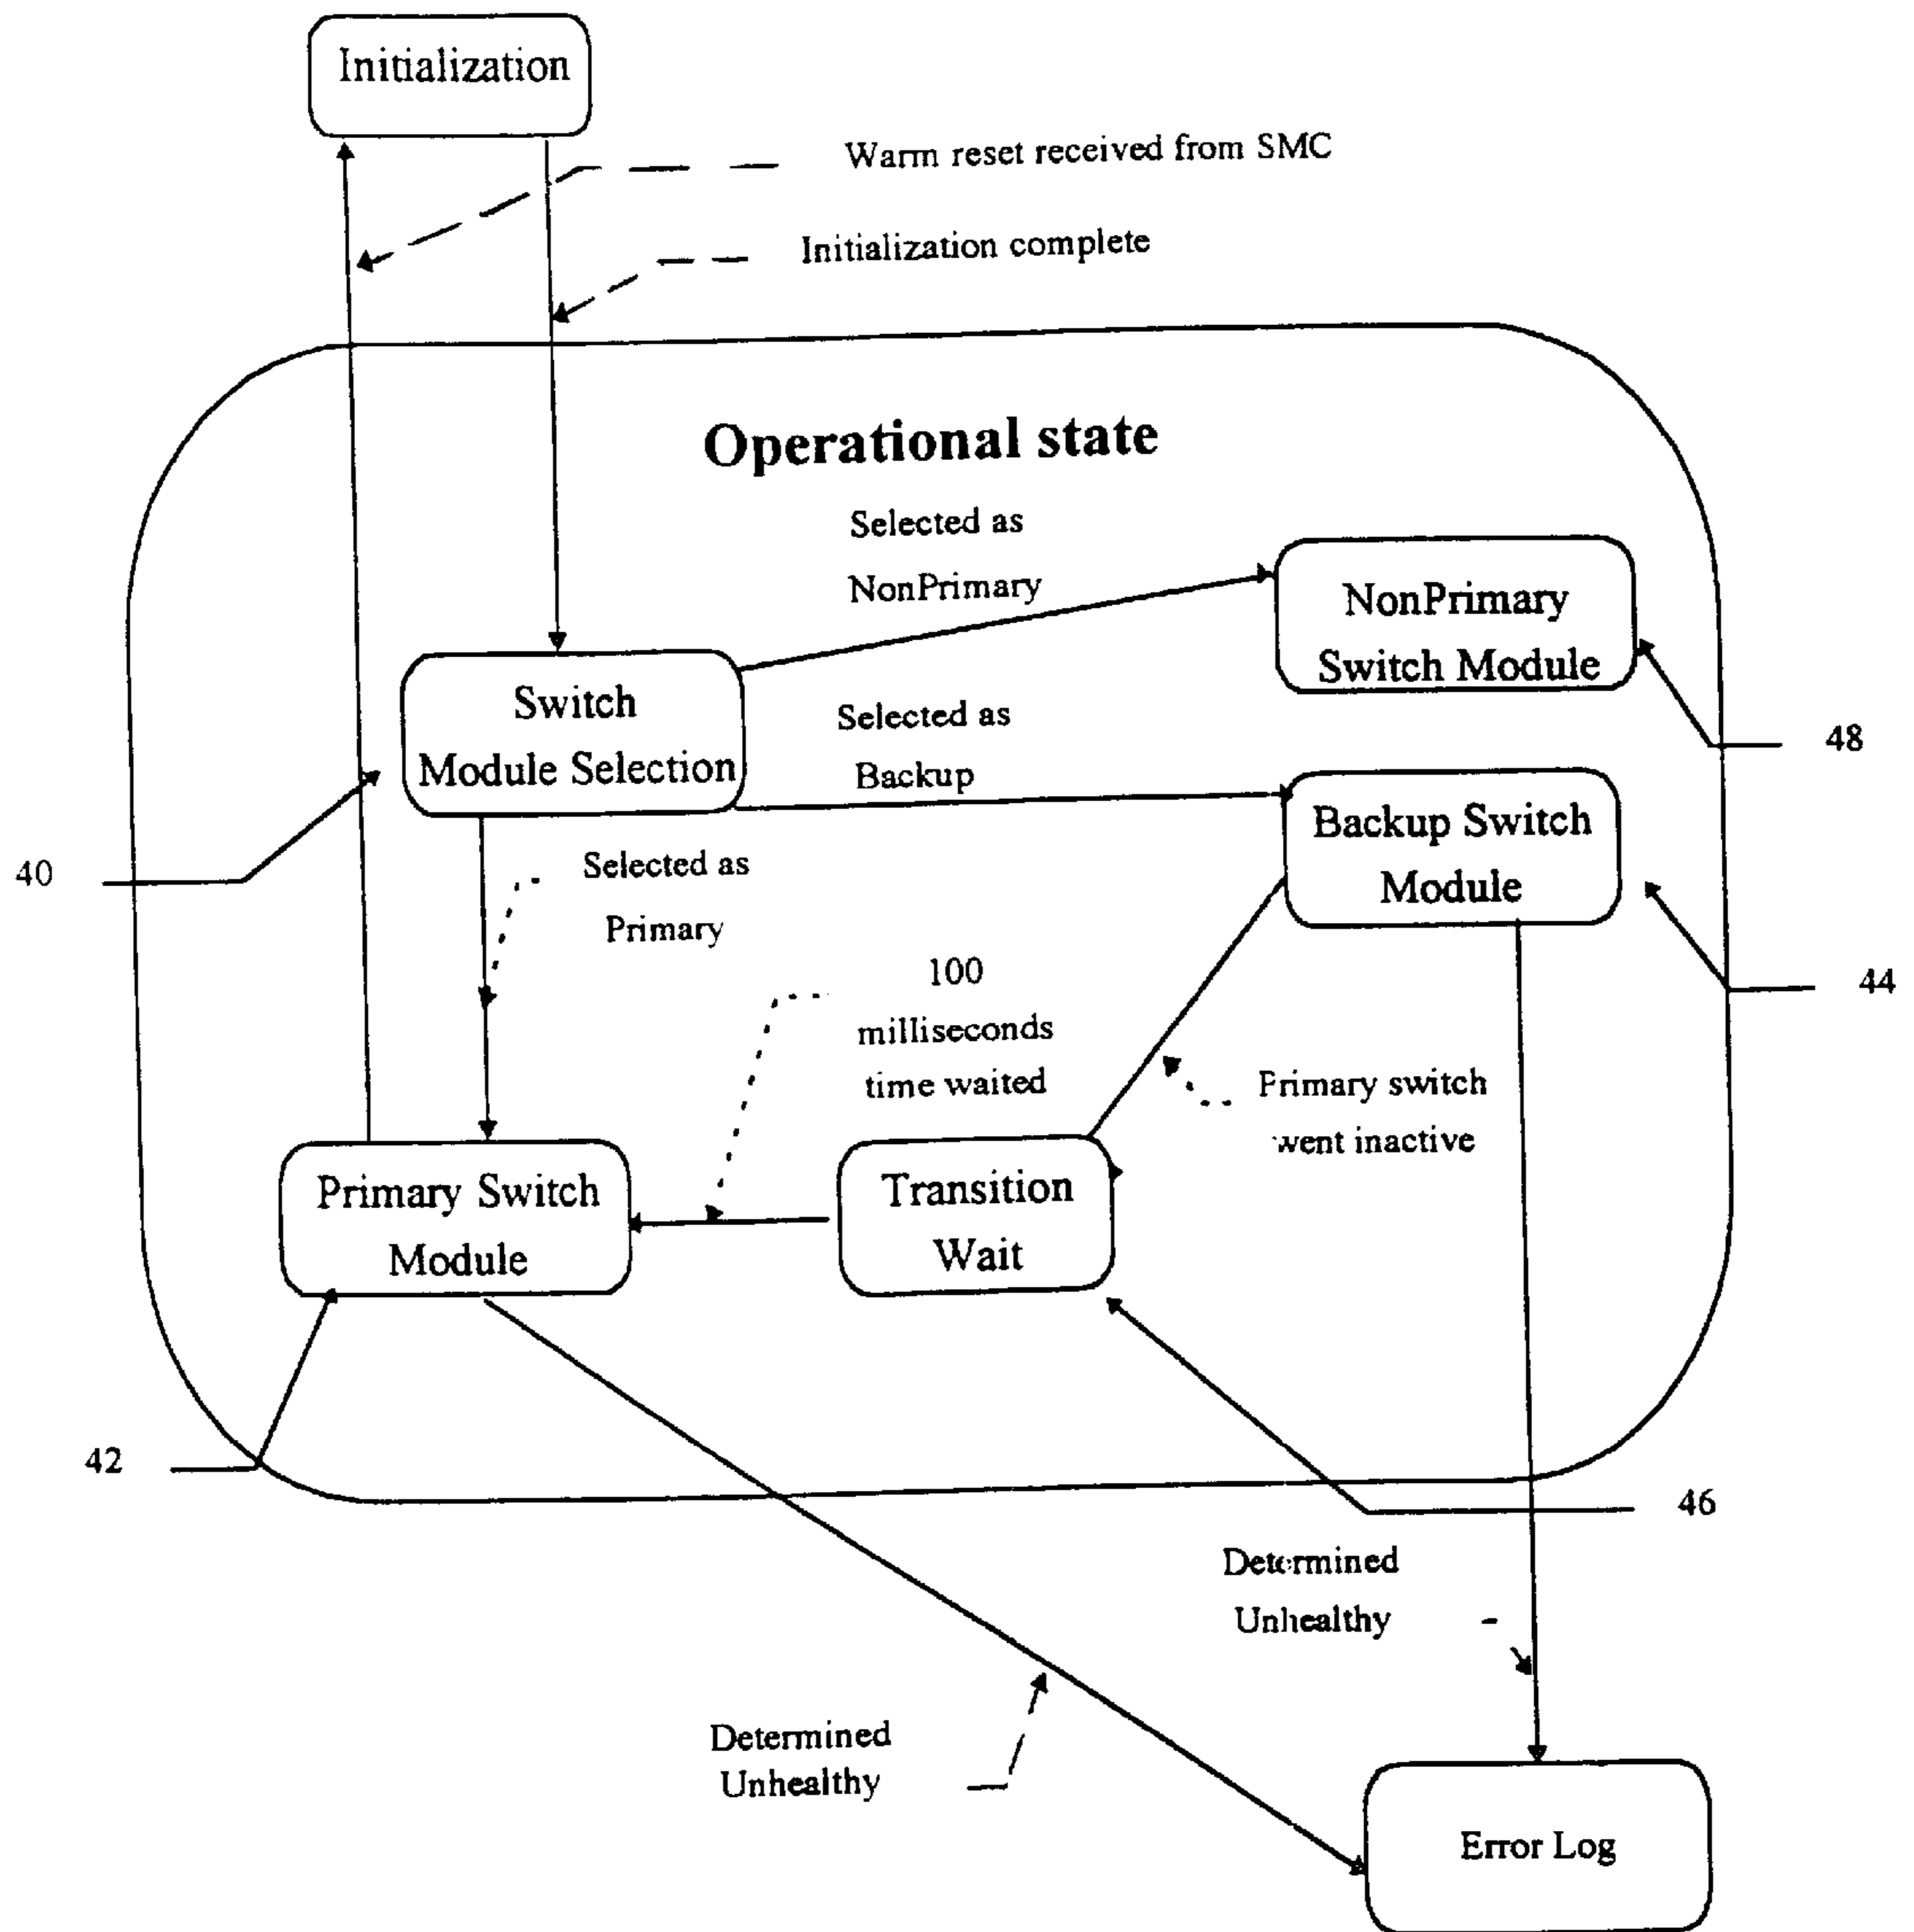 Initialization
Warm reset received from SMC
Initialization complete
Operational state
Selected as
NonPrimary
NonPrimary
Switch Module
48
Switch
Module Selection
Selected as
Backup
Backup Switch
Module
40
Selected as
Primary
44
100
milliseconds
time waited
Primary switch
went inactive
Primary Switch
Module
Transition
Wait
42
46
Determined
Unhealthy
Determined
Unhealthy
Error Log